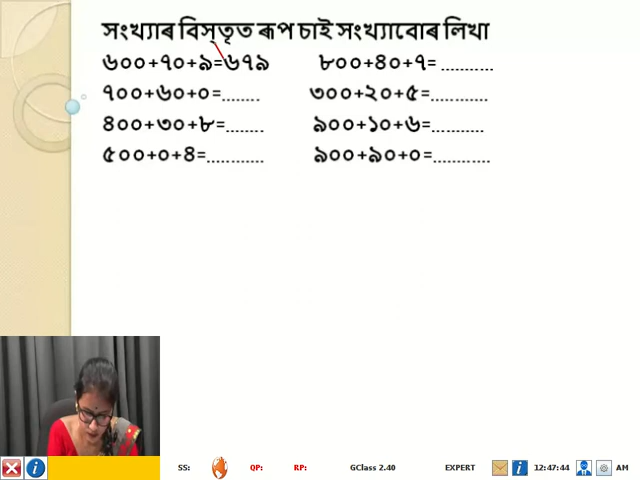 সংখ্যাৰ বিস্তৃত ৰূপ চাই সংখ্যাবোৰ লিখা
৬০০+৭০+৯=৬৭৯ ৮০০+৪০+৭= ...........
৭০০+৬০+০=........ ৩০০+২০+৫=............
৪০০+৩০+৮=........ ৯০০+১০+৬=...........
৫০০+০+৪=............ ৯০০+৯০+০=............
SS: QP: RP: GClass 2.40 EXPERT 12:47:44 AM